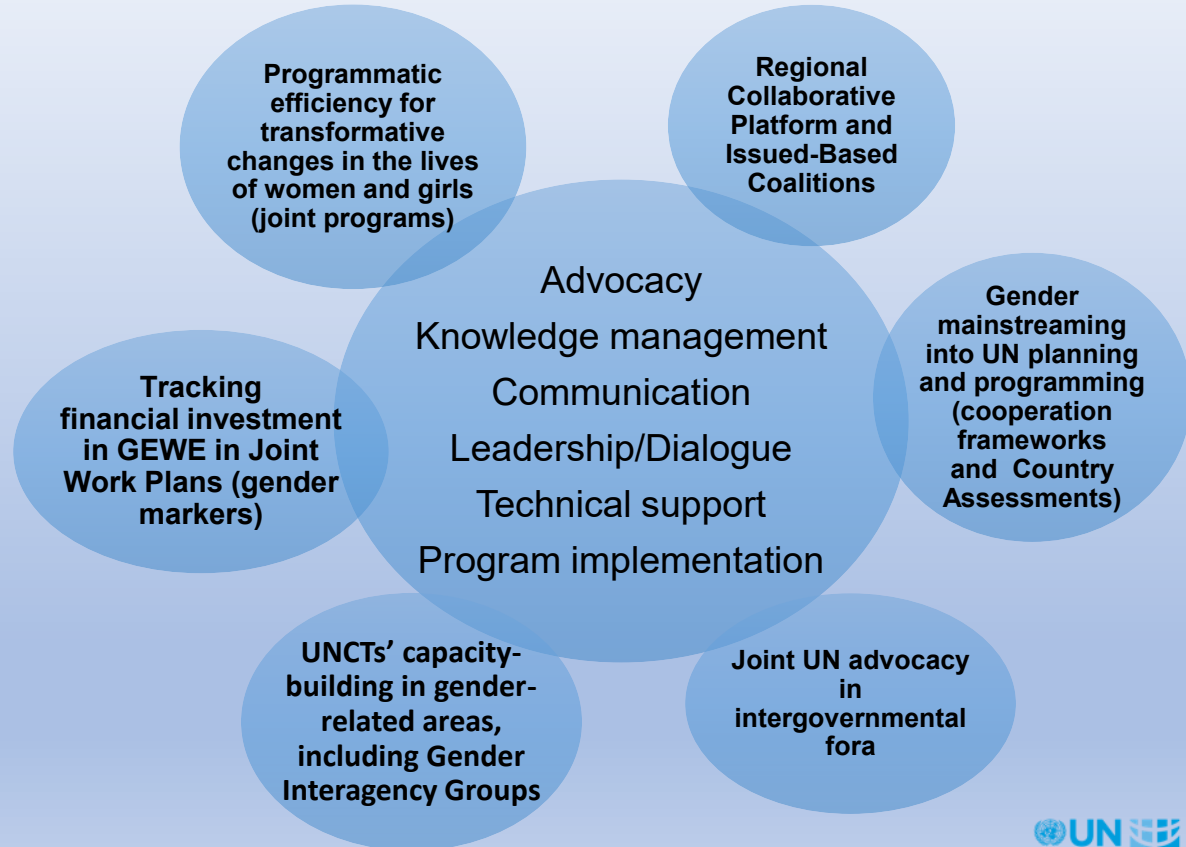 Programmatic
efficiency for
transformative
changes in the lives
of women and girls
(joint programs)
Regional
Collaborative
Platform and
Issued-Based
Coalitions
Advocacy
Knowledge management
Communication
Leadership/Dialogue
Technical support
Program implementation
Gender
mainstreaming
into UN planning
and programming
(cooperation
frameworks
and Country
Assessments)
Tracking
financial investment
in GEWE in Joint
Work Plans (gender
markers)
UNCTs’ capacity-
building in gender-
related areas,
including Gender
Interagency Groups
Joint UN advocacy
in
intergovernmental
fora
UN